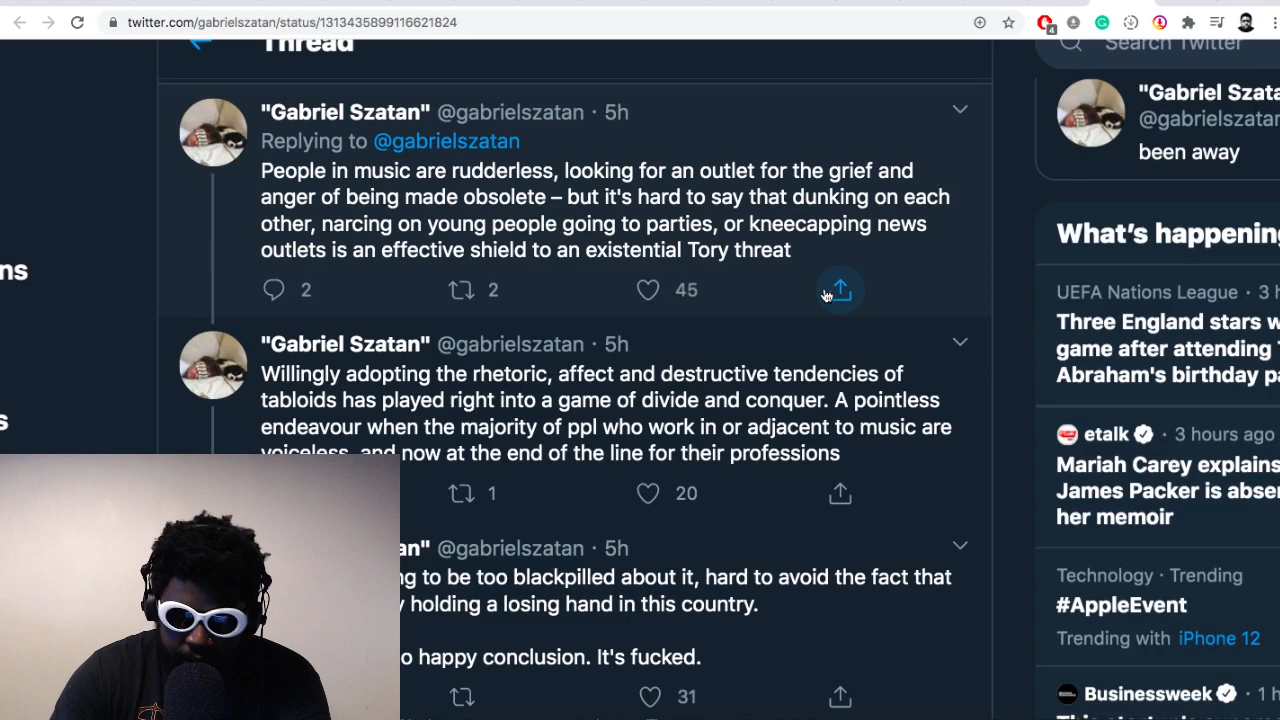 twitter.com/gabrielszatan/status/1313435899116621824
4
Thread
Search Twitter
"Gabriel Szatan" @gabrielszatan · 5h
Replying to @gabrielszatan
People in music are rudderless, looking for an outlet for the grief and
anger of being made obsolete – but it's hard to say that dunking on each
other, narcing on young people going to parties, or kneecapping news
outlets is an effective shield to an existential Tory threat
2 2 45
"Gabriel Szatan" @gabrielszatan · 5h
Willingly adopting the rhetoric, affect and destructive tendencies of
tabloids has played right into a game of divide and conquer. A pointless
endeavour when the majority of ppl who work in or adjacent to music are
voiceless, and now at the end of the line for their professions
1 20
an" @gabrielszatan · 5h
ng to be too blackpilled about it, hard to avoid the fact that
y holding a losing hand in this country.
o happy conclusion. It's fucked.
31
ns
s
"Gabriel Szata
@gabrielszatan
been away
What's happening
UEFA Nations League · 3 h
Three England stars w
game after attending
Abraham's birthday pa
etalk · 3 hours ago
Mariah Carey explains
James Packer is abse
her memoir
Technology · Trending
#AppleEvent
Trending with iPhone 12
Businessweek · 1 h